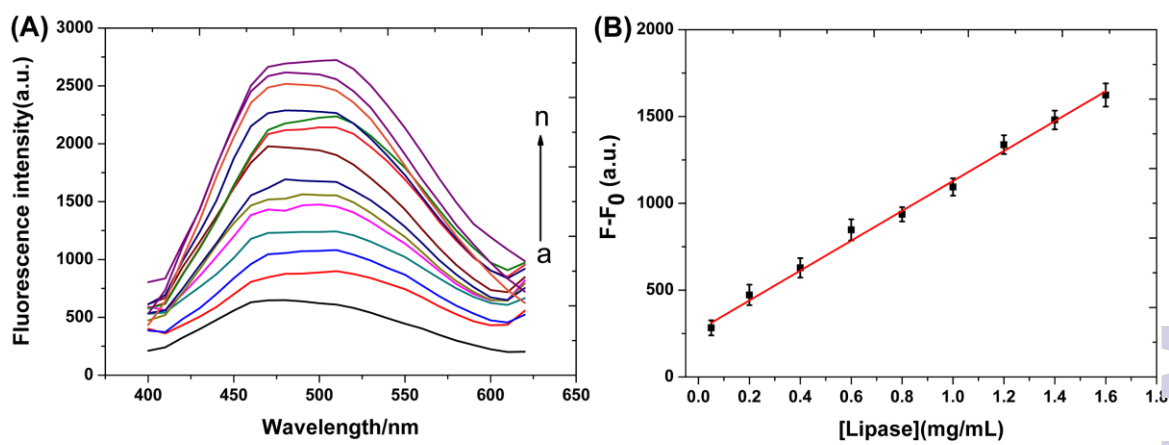 (A)
3000
2500
2000
1500
1000
500
0
400 450 500 550 600 650
Fluorescence intensity(a.u.)
Wavelength/nm
n
a
(B)
2000
1500
1000
500
0
0.0 0.2 0.4 0.6 0.8 1.0 1.2 1.4 1.6 1.8
F-F0 (a.u.)
[Lipase](mg/mL)